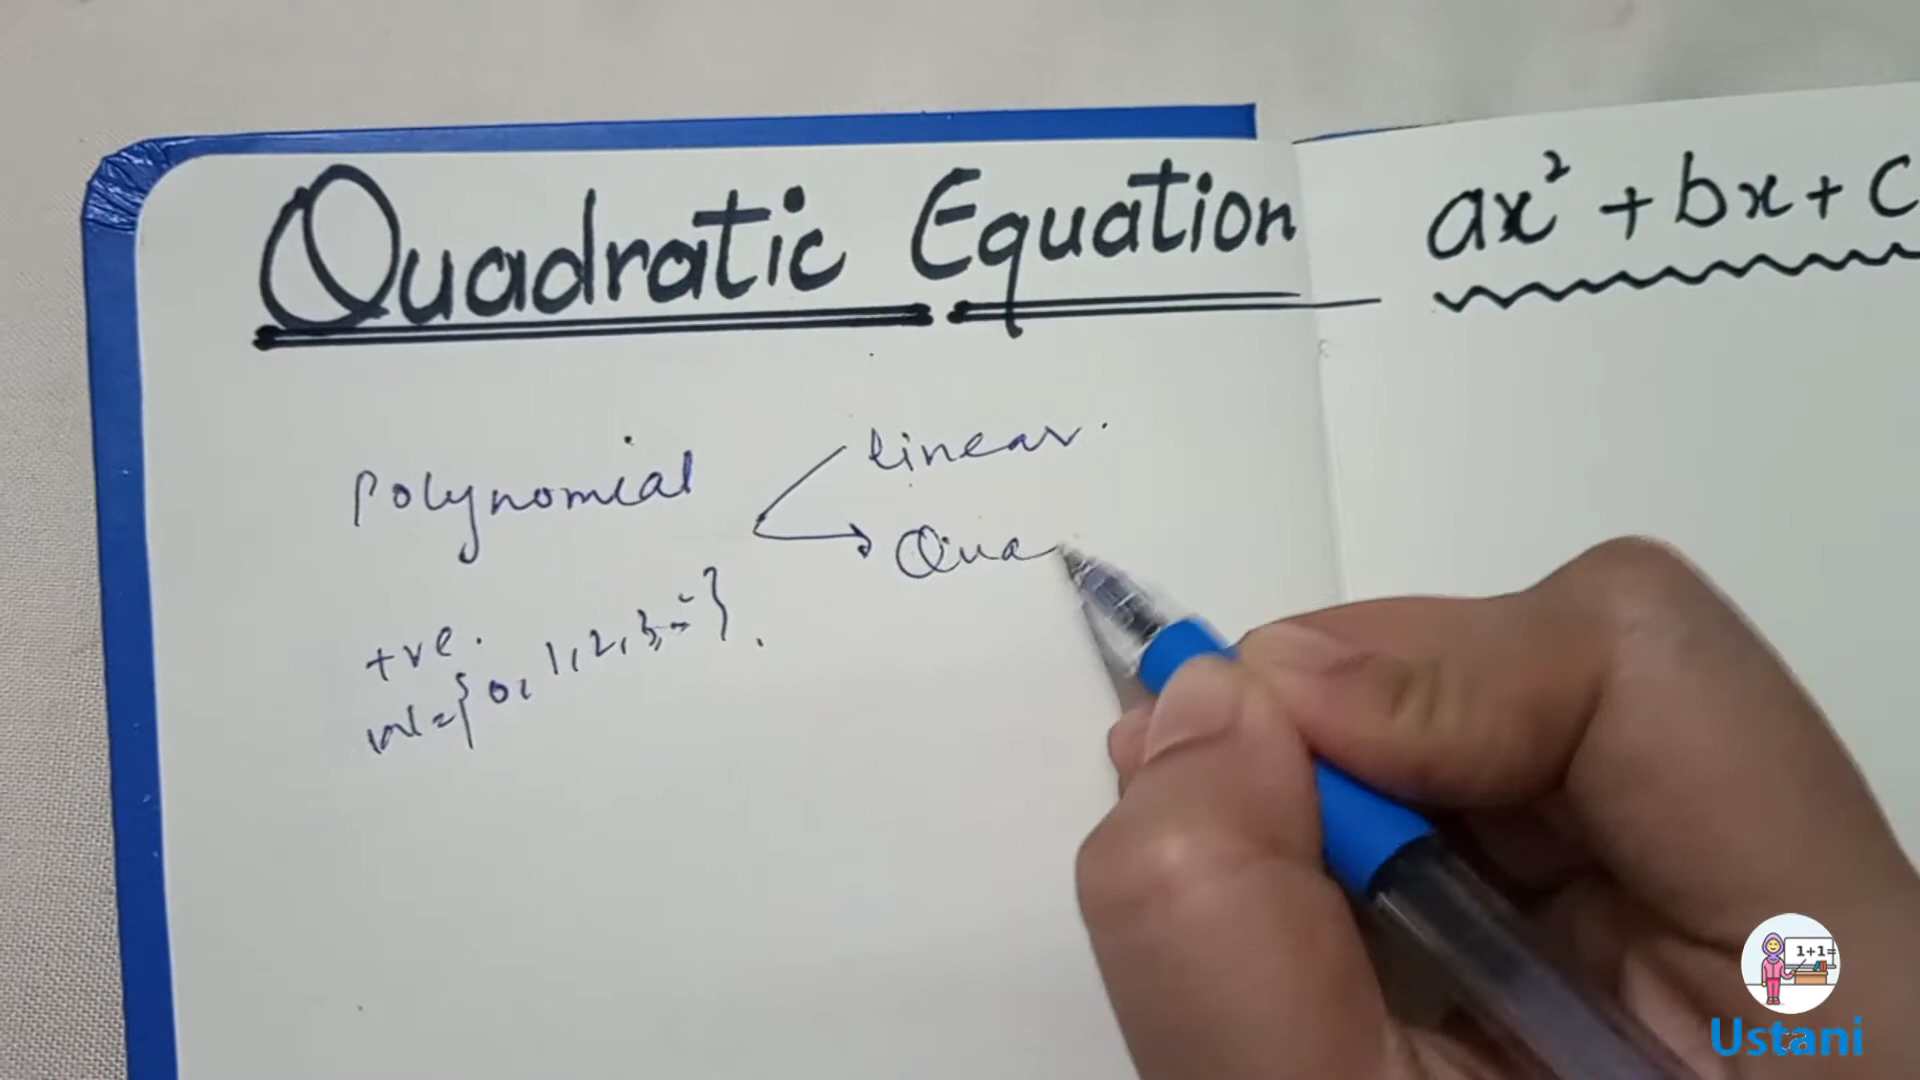 Quadratic Equation
ax² + bx + c
Polynomial
linear.
Qua
+ve.
W = {0, 1, 2, 3, }.
1+1=
Ustani